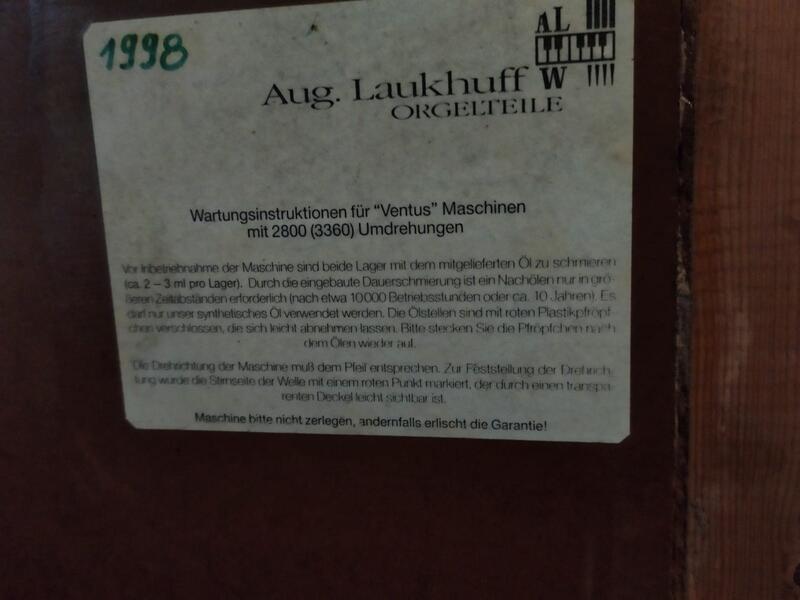 1998
AL
W
Aug. Laukhuff
ORGELTEILE
Wartungsinstruktionen für "Ventus" Maschinen
mit 2800 (3360) Umdrehungen
Vor Inbetriebnahme der Maschine sind beide Lager mit dem mitgelieferten Öl zu schmieren
(ca. 2 – 3 ml pro Lager). Durch die eingebaute Dauerschmierung ist ein Nachölen nur in grö-
ßeren Zeitabständen erforderlich (nach etwa 10000 Betriebsstunden oder ca. 10 Jahren). Es
darf nur unser synthetisches Öl verwendet werden. Die Ölstellen sind mit roten Plastikpfröpf-
chen verschlossen, die sich leicht abnehmen lassen. Bitte stecken Sie die Pfröpfchen nach
dem Ölen wieder auf.
Die Drehrichtung der Maschine muß dem Pfeil entsprechen. Zur Feststellung der Drehrich-
tung wurde die Stirnseite der Welle mit einem roten Punkt markiert, der durch einen transpa-
renten Deckel leicht sichtbar ist.
Maschine bitte nicht zerlegen, andernfalls erlischt die Garantie!